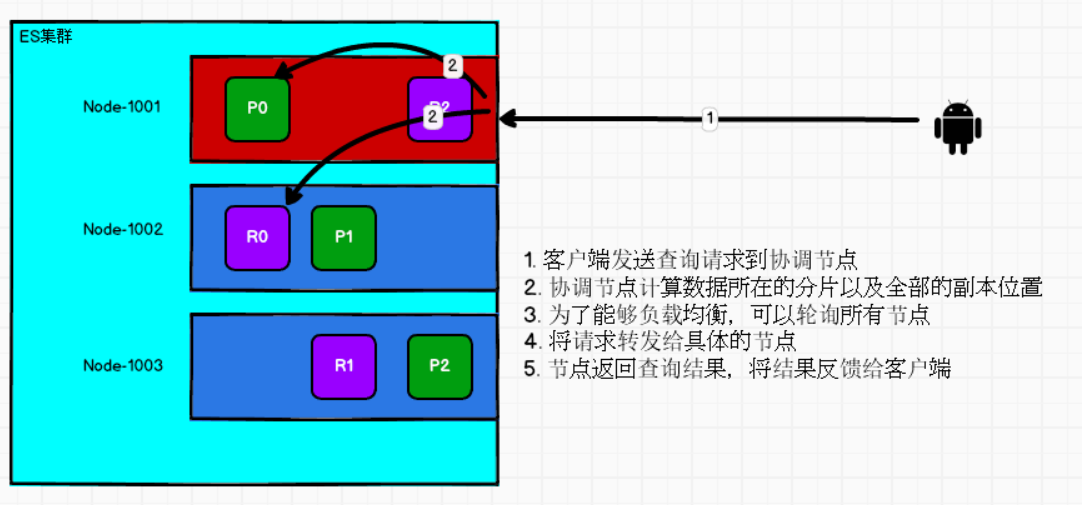 ES集群
Node-1001
P0
2
2
1
Node-1002
R0
P1
Node-1003
R1
P2
1. 客户端发送查询请求到协调节点
2. 协调节点计算数据所在的分片以及全部的副本位置
3. 为了能够负载均衡，可以轮询所有节点
4. 将请求转发给具体的节点
5. 节点返回查询结果，将结果反馈给客户端